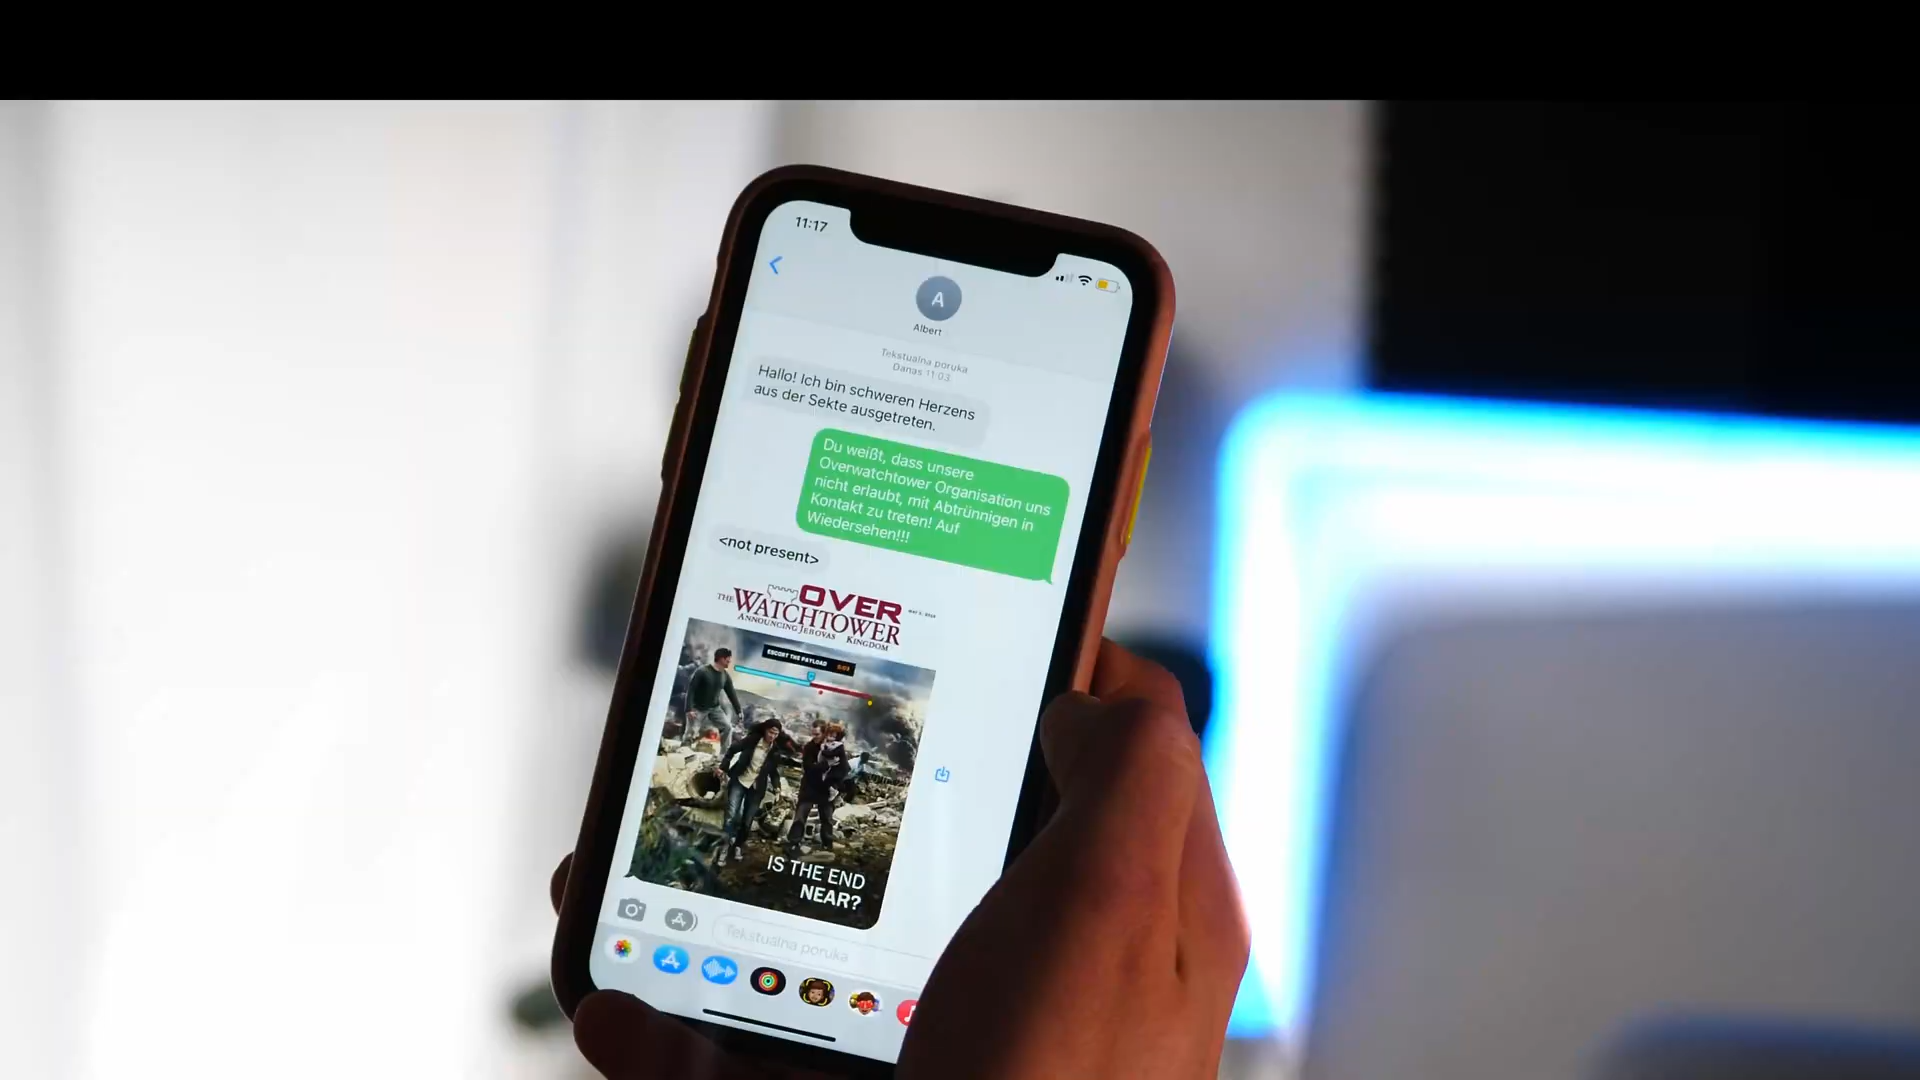 11:17
A
Albert
Tekstualna poruka
Danas 11:03
Hallo! Ich bin schweren Herzens
aus der Sekte ausgetreten.
Du weißt, dass unsere
Overwatchtower Organisation uns
nicht erlaubt, mit Abtrünnigen in
Kontakt zu treten! Auf
Wiedersehen!!!
<not present>
THE OVER
WATCHTOWER
ANNOUNCING JEBOVAS KINGDOM
ESCORT THE PAYLOAD
IS THE END
NEAR?
Tekstualna poruka